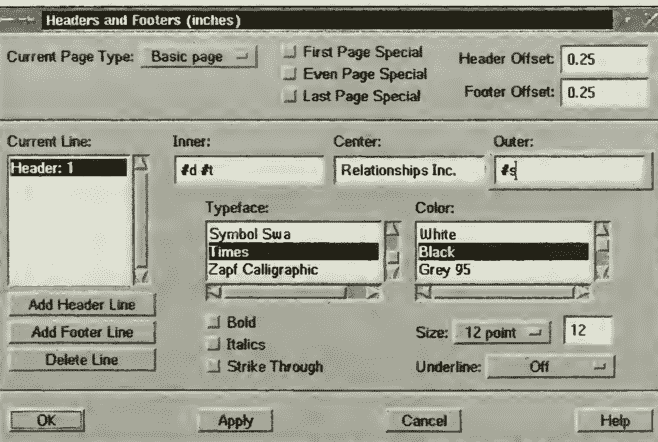 Headers and Footers (inches)
Current Page Type: Basic page
First Page Special
Even Page Special
Last Page Special
Header Offset: 0.25
Footer Offset: 0.25
Current Line:
Header: 1
Inner:
#d #t
Center:
Relationships Inc.
Outer:
#s
Typeface:
Symbol Swa
Times
Zapf Calligraphic
Color:
White
Black
Grey 95
Add Header Line
Add Footer Line
Delete Line
Bold
Italics
Strike Through
Size: 12 point 12
Underline: Off
OK Apply Cancel Help